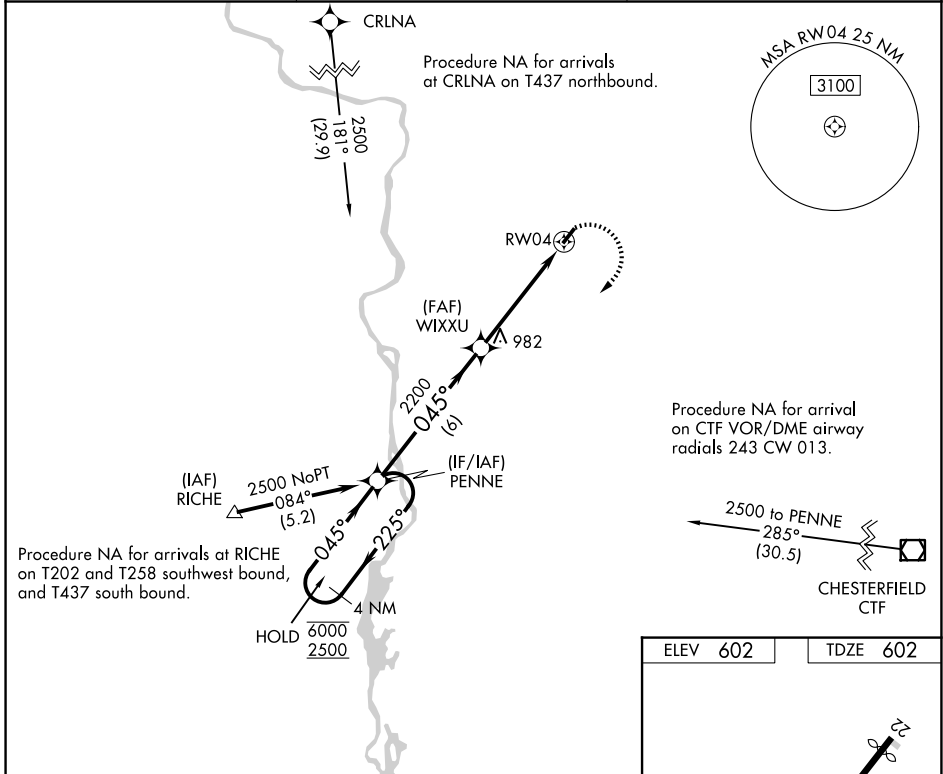 CRLNA
Procedure NA for arrivals
at CRLNA on T437 northbound.
MSA RW04 25 NM
3100
2500
181°
(29.9)
RW04
(FAF)
WIXXU
982
2200
045°
(6)
Procedure NA for arrival
on CTF VOR/DME airway
radials 243 CW 013.
(IF/IAF)
PENNE
(IAF)
RICHE
2500 NoPT
084°
(5.2)
2500 to PENNE
285°
(30.5)
045°
225°
Procedure NA for arrivals at RICHE
on T202 and T258 southwest bound,
and T437 south bound.
CHESTERFIELD
CTF
4 NM
HOLD
6000
2500
ELEV 602
TDZE 602
22